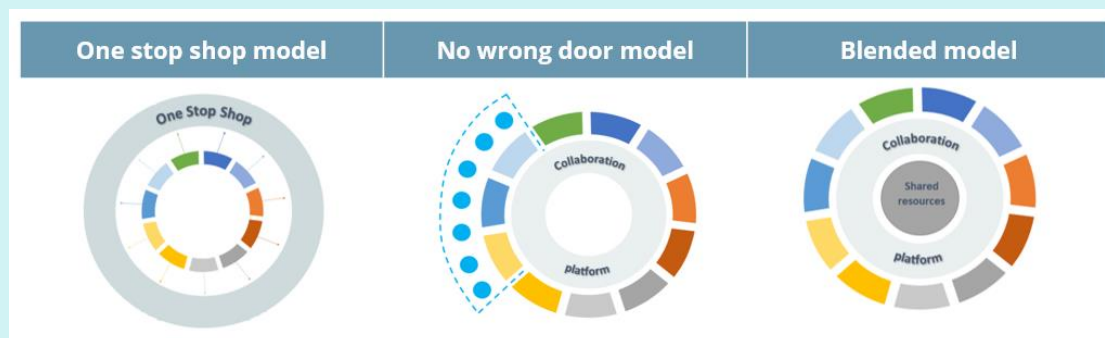 One stop shop model
No wrong door model
Blended model
One Stop Shop
Collaboration
platform
Collaboration
Shared
resources
platform